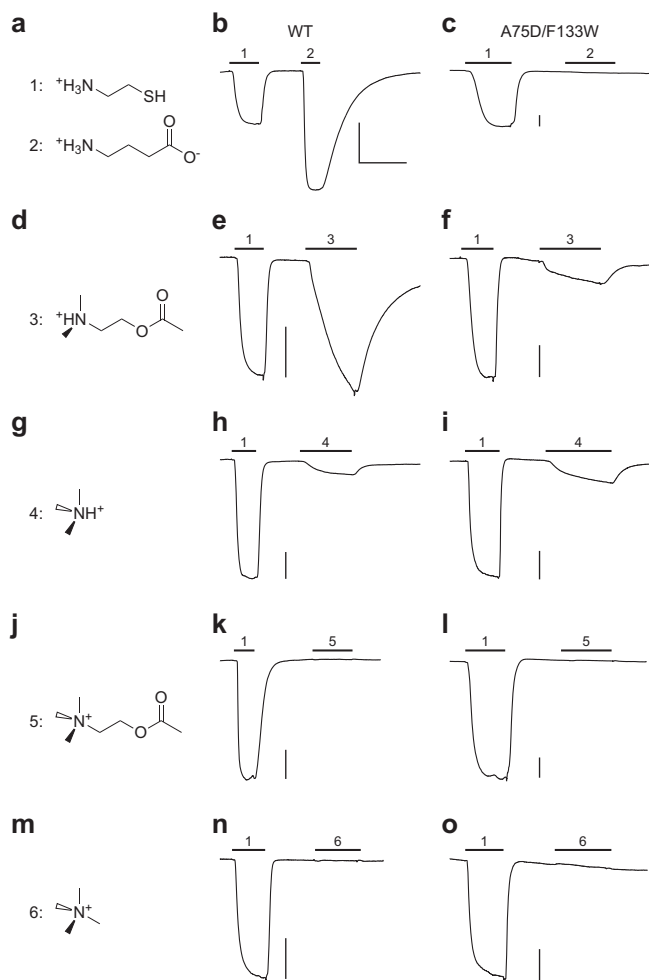 a
b
WT
c
A75D/F133W
1
2
1
2
1: +H3N SH
2: +H3N O O-
d
e
f
1
3
1
3
3: +HN O O
g
h
i
1
4
1
4
4: NH+
j
k
l
1
5
1
5
5: N+ O O
m
n
o
1
6
1
6
6: N+